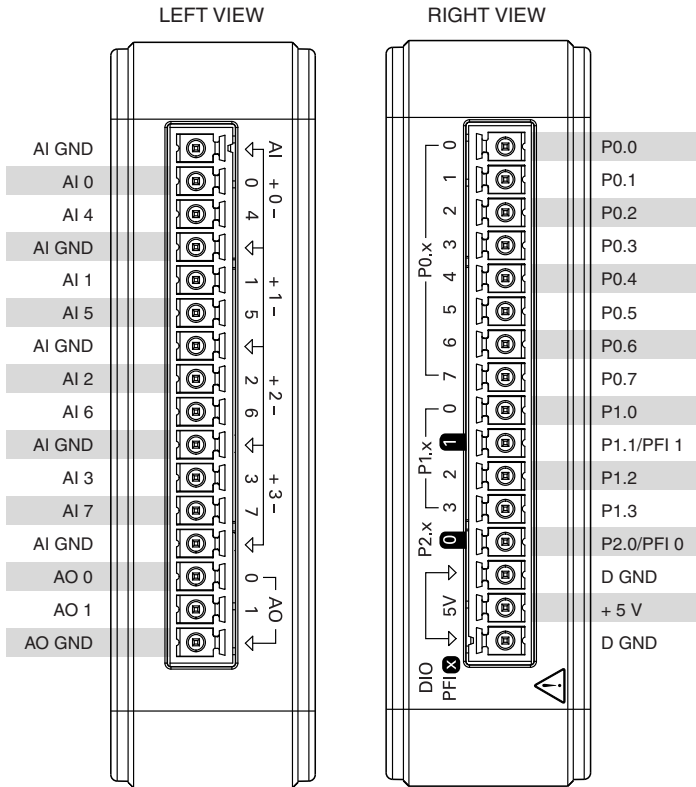 LEFT VIEW
AI GND
AI 0
AI 4
AI GND
AI 1
AI 5
AI GND
AI 2
AI 6
AI GND
AI 3
AI 7
AI GND
AO 0
AO 1
AO GND
AI
0
4
+ 0 -
1
5
+ 1 -
2
6
+ 2 -
3
7
+ 3 -
0
1
AO
RIGHT VIEW
P0.x
0
1
2
3
4
5
6
7
P1.x
0
1
2
3
P2.x
0
5V
DIO
PFI X
P0.0
P0.1
P0.2
P0.3
P0.4
P0.5
P0.6
P0.7
P1.0
P1.1/PFI 1
P1.2
P1.3
P2.0/PFI 0
D GND
+ 5 V
D GND